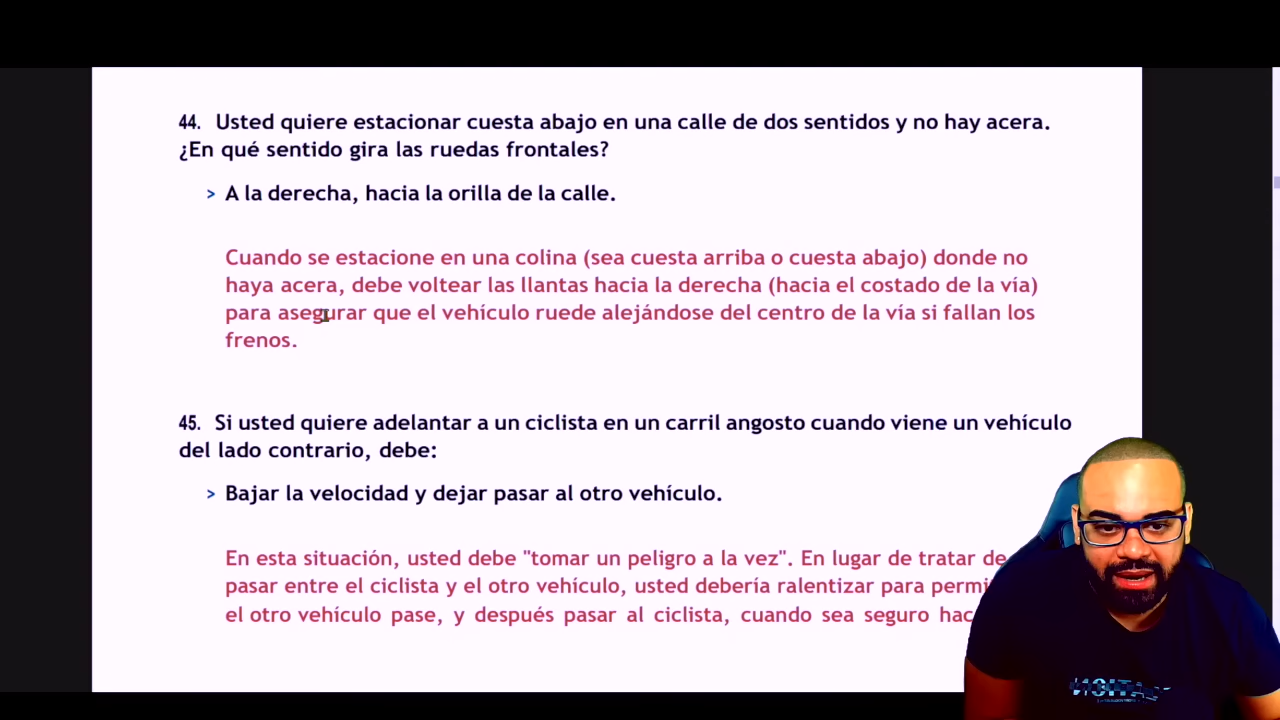 44. Usted quiere estacionar cuesta abajo en una calle de dos sentidos y no hay acera.
¿En qué sentido gira las ruedas frontales?
> A la derecha, hacia la orilla de la calle.
Cuando se estacione en una colina (sea cuesta arriba o cuesta abajo) donde no
haya acera, debe voltear las llantas hacia la derecha (hacia el costado de la vía)
para asegurar que el vehículo ruede alejándose del centro de la vía si fallan los
frenos.
45. Si usted quiere adelantar a un ciclista en un carril angosto cuando viene un vehículo
del lado contrario, debe:
> Bajar la velocidad y dejar pasar al otro vehículo.
En esta situación, usted debe "tomar un peligro a la vez". En lugar de tratar de
pasar entre el ciclista y el otro vehículo, usted debería ralentizar para
el otro vehículo pase, y después pasar al ciclista, cuando sea seguro